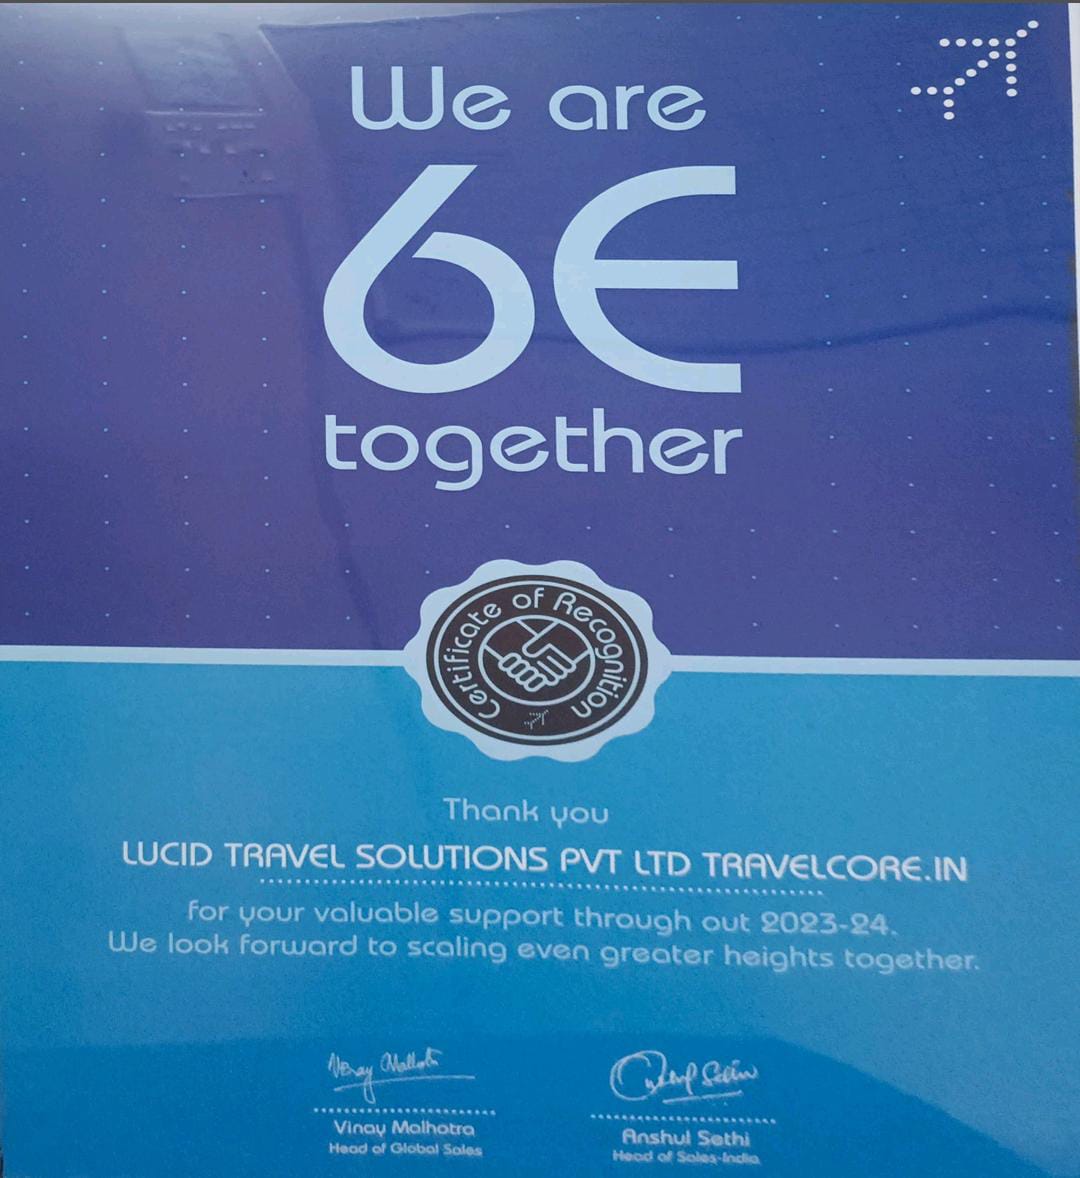 We are
6E
together
Certificate of Recognition
Thank you
LUCID TRAVEL SOLUTIONS PVT LTD TRAVELCORE.IN
for your valuable support through out 2023-24.
We look forward to scaling even greater heights together.
Vinay Malhotra
Head of Global Sales
Anshul Sethi
Head of Sales-India